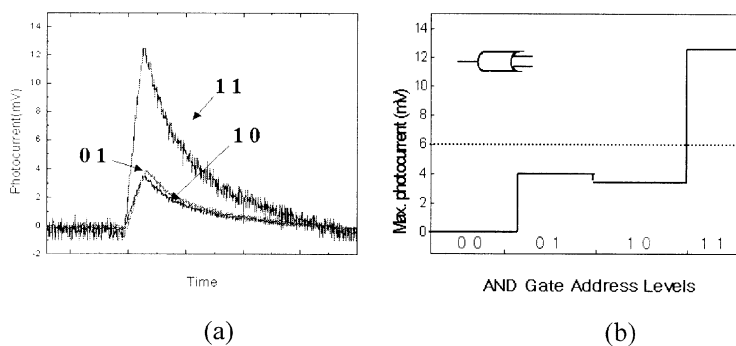 Photocurrent(mV)
14
12
10
8
6
4
2
0
-2
1 1
1 0
0 1
Time
(a)
Max. photocurrent (mV)
14
12
10
8
6
4
2
0
0 0 0 1 1 0 1 1
AND Gate Address Levels
(b)